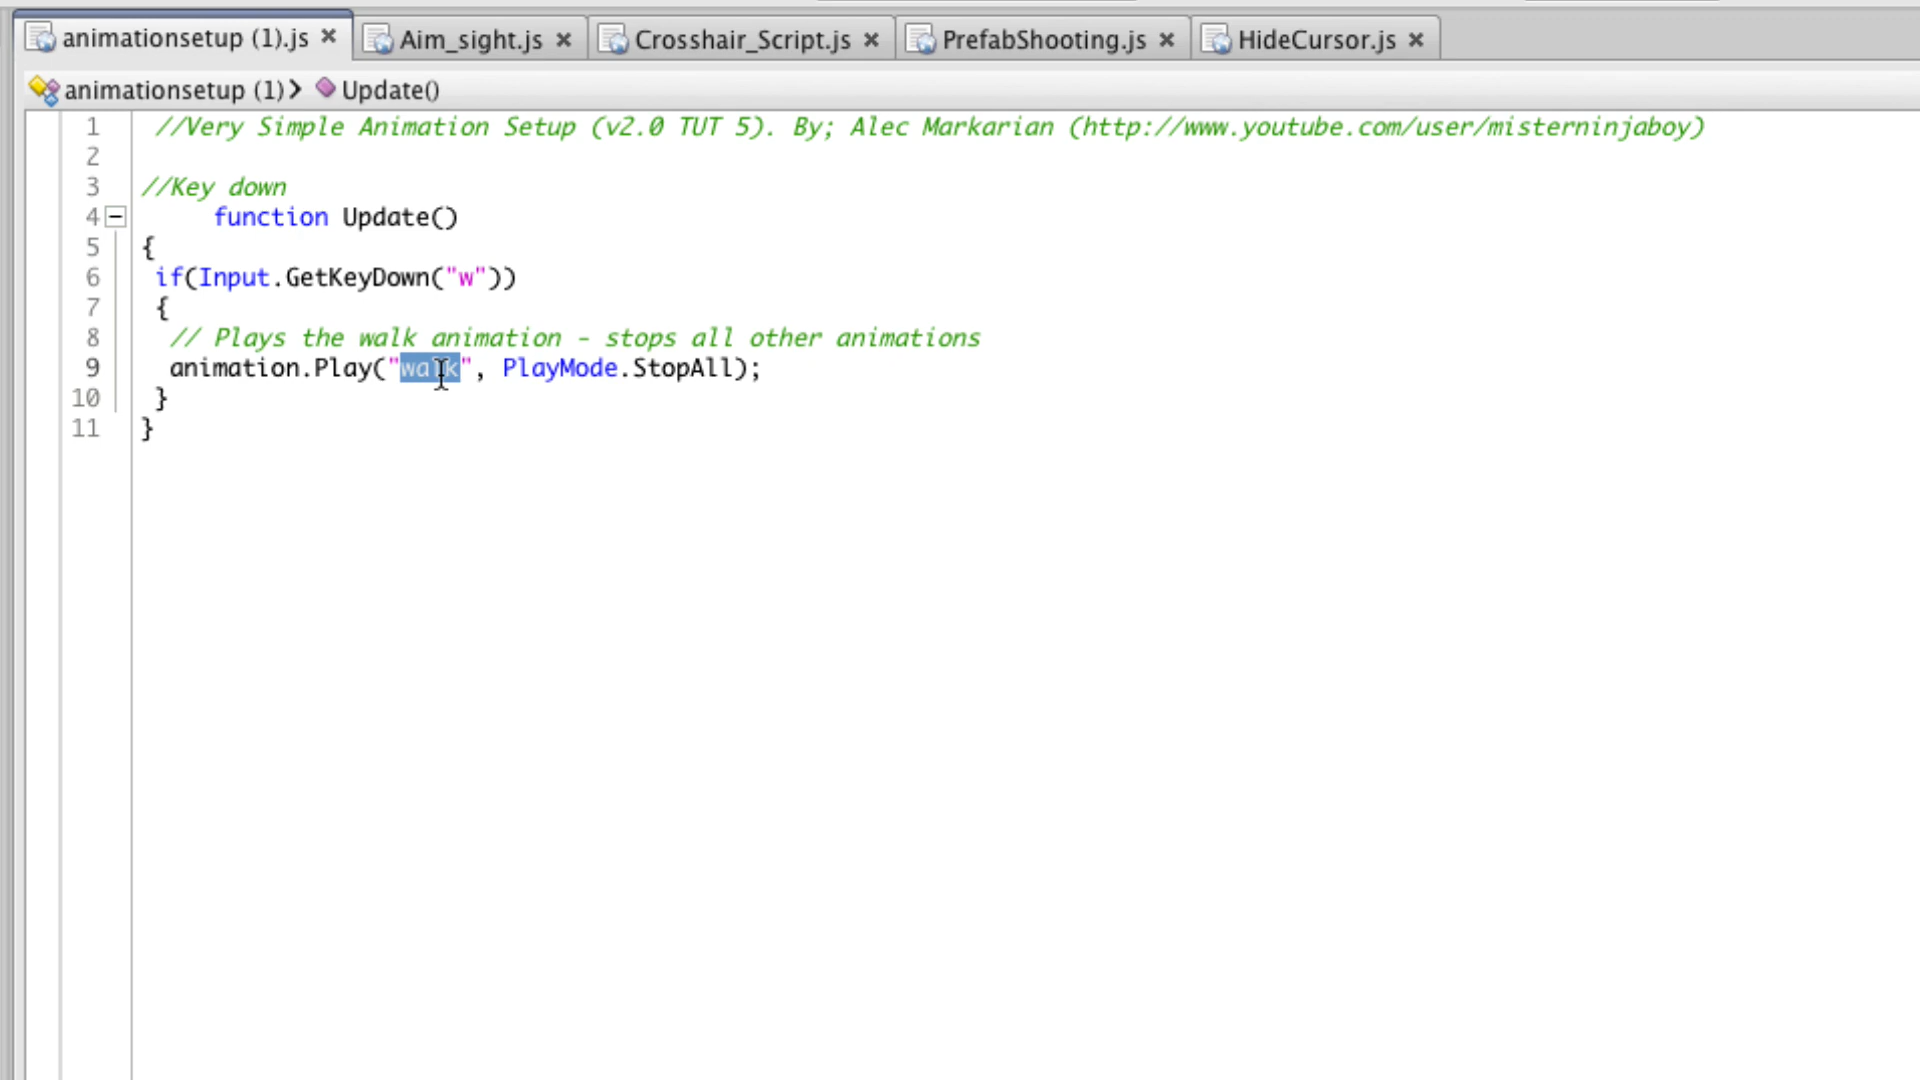 animationsetup (1).js Aim_sight.js Crosshair_Script.js PrefabShooting.js HideCursor.js
animationsetup (1) Update()
1 //Very Simple Animation Setup (v2.0 TUT 5). By; Alec Markarian (http://www.youtube.com/user/misterninjaboy)
2
3 //Key down
4 function Update()
5 {
6 if(Input.GetKeyDown("w"))
7 {
8 // Plays the walk animation - stops all other animations
9 animation.Play("walk", PlayMode.StopAll);
10 }
11 }